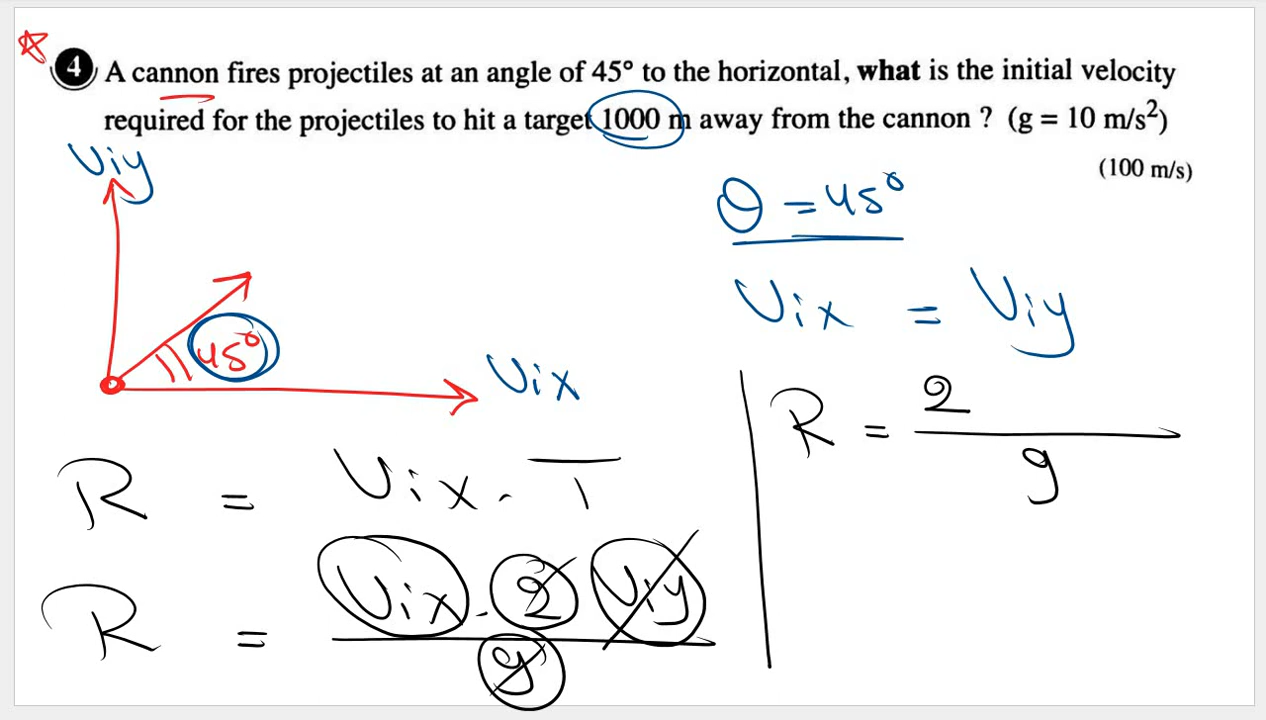 4 A cannon fires projectiles at an angle of 45° to the horizontal, what is the initial velocity
required for the projectiles to hit a target 1000 m away from the cannon ? (g = 10 m/s²)
(100 m/s)
Viy
θ = 45°
Vix = Viy
45°
Vix
R = 2 / g
R = Vix . T
R = Vix . 2 Viy / g